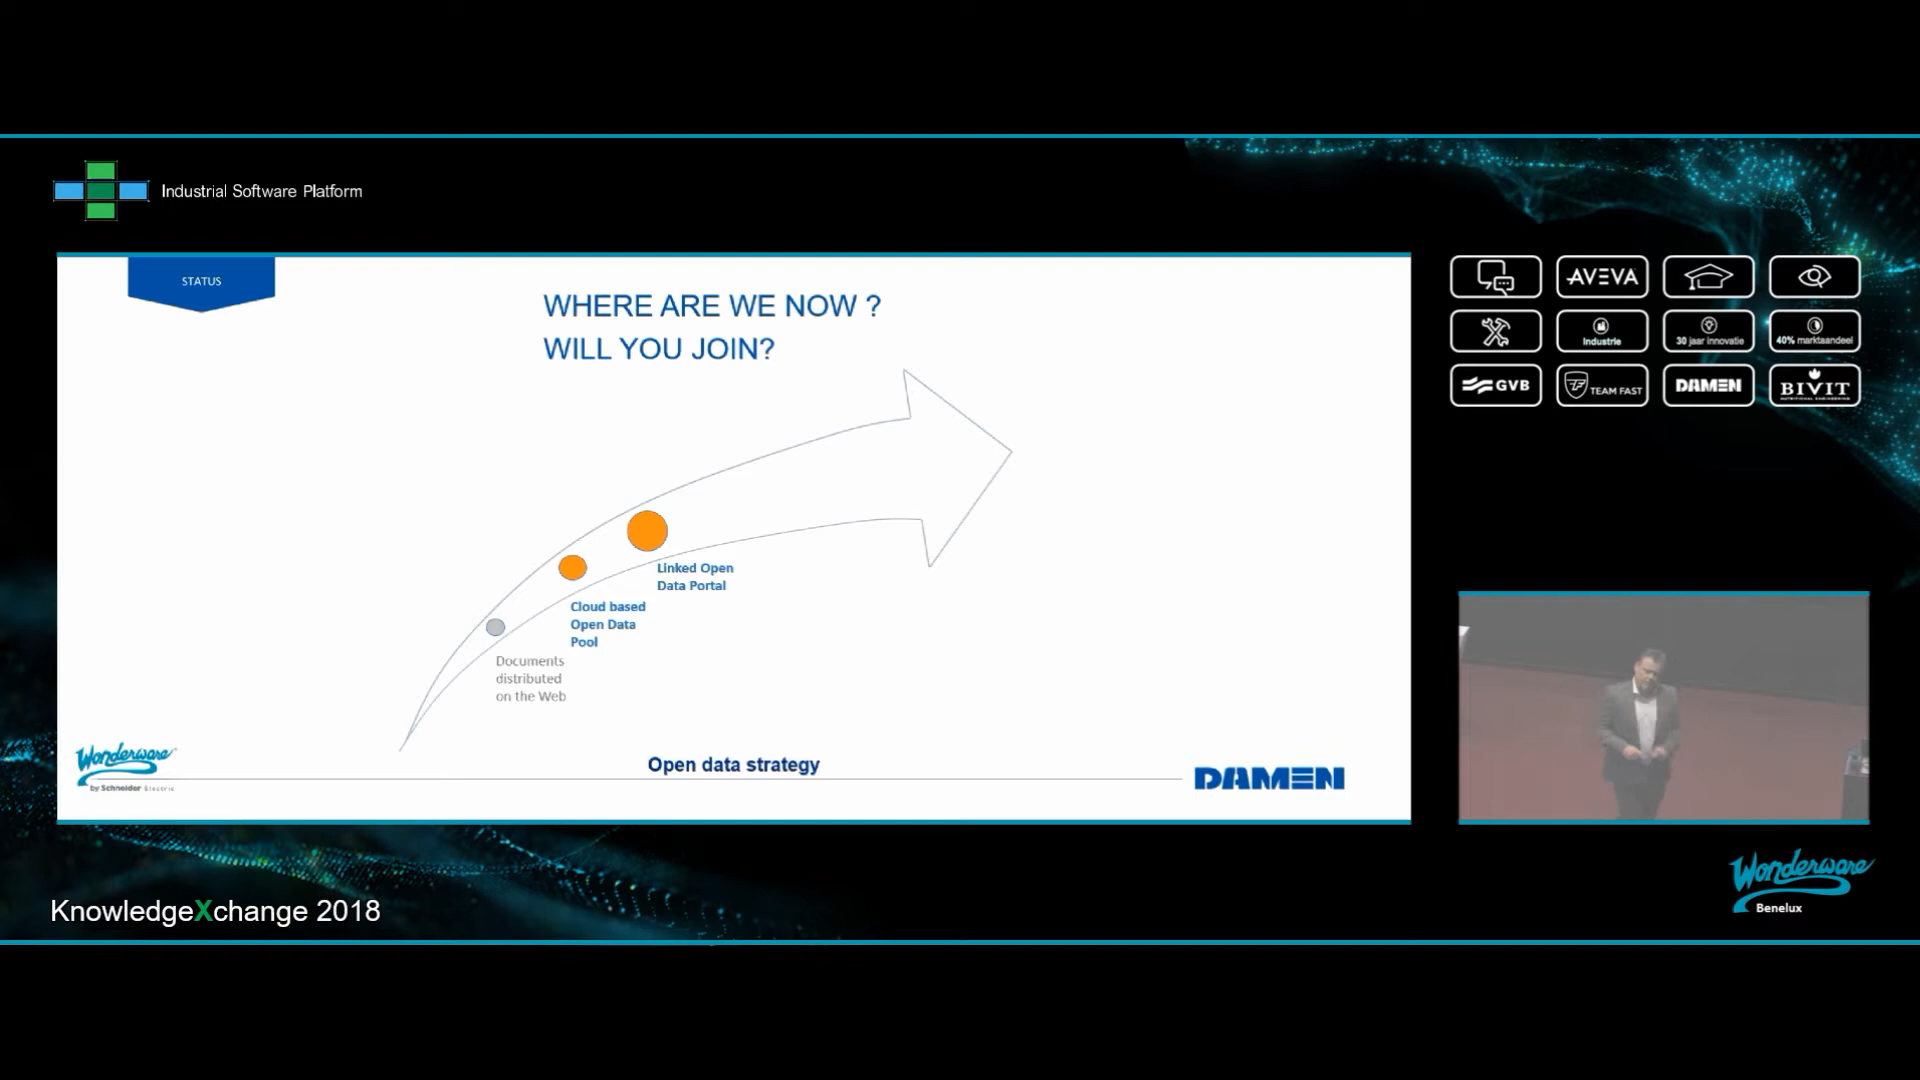 Industrial Software Platform
STATUS
WHERE ARE WE NOW ?
WILL YOU JOIN?
Linked Open
Data Portal
Cloud based
Open Data
Pool
Documents
distributed
on the Web
Open data strategy
Wonderware
by Schneider Electric
DAMEN
AVEVA
Industrie
30 jaar innovatie
40% marktaandeel
GVB
TEAM FAST
DAMEN
BIVIT
KnowledgeXchange 2018
Wonderware
Benelux